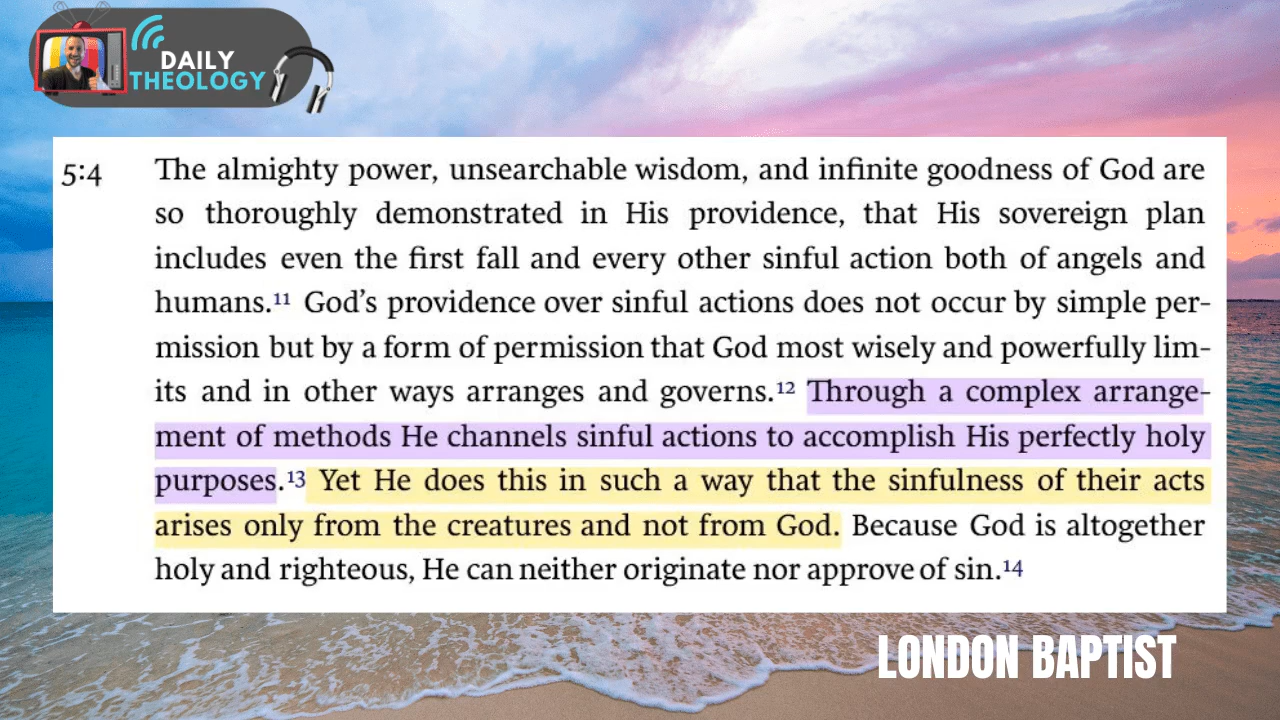 DAILY
THEOLOGY
5:4 The almighty power, unsearchable wisdom, and infinite goodness of God are
so thoroughly demonstrated in His providence, that His sovereign plan
includes even the first fall and every other sinful action both of angels and
humans.¹¹ God’s providence over sinful actions does not occur by simple per-
mission but by a form of permission that God most wisely and powerfully lim-
its and in other ways arranges and governs.¹² Through a complex arrange-
ment of methods He channels sinful actions to accomplish His perfectly holy
purposes.¹³ Yet He does this in such a way that the sinfulness of their acts
arises only from the creatures and not from God. Because God is altogether
holy and righteous, He can neither originate nor approve of sin.¹⁴
LONDON BAPTIST